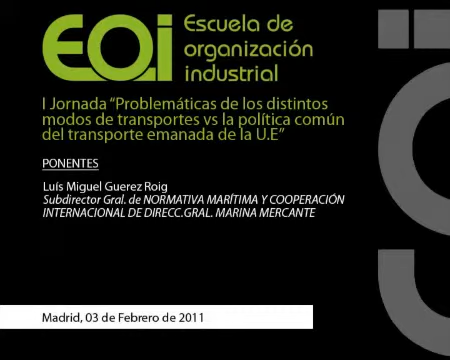 EOi Escuela de
organización
industrial
I Jornada “Problemáticas de los distintos
modos de transportes vs la política común
del transporte emanada de la U.E”
PONENTES
Luís Miguel Guerez Roig
Subdirector Gral. de NORMATIVA MARÍTIMA Y COOPERACIÓN
INTERNACIONAL DE DIRECC.GRAL. MARINA MERCANTE
Madrid, 03 de Febrero de 2011